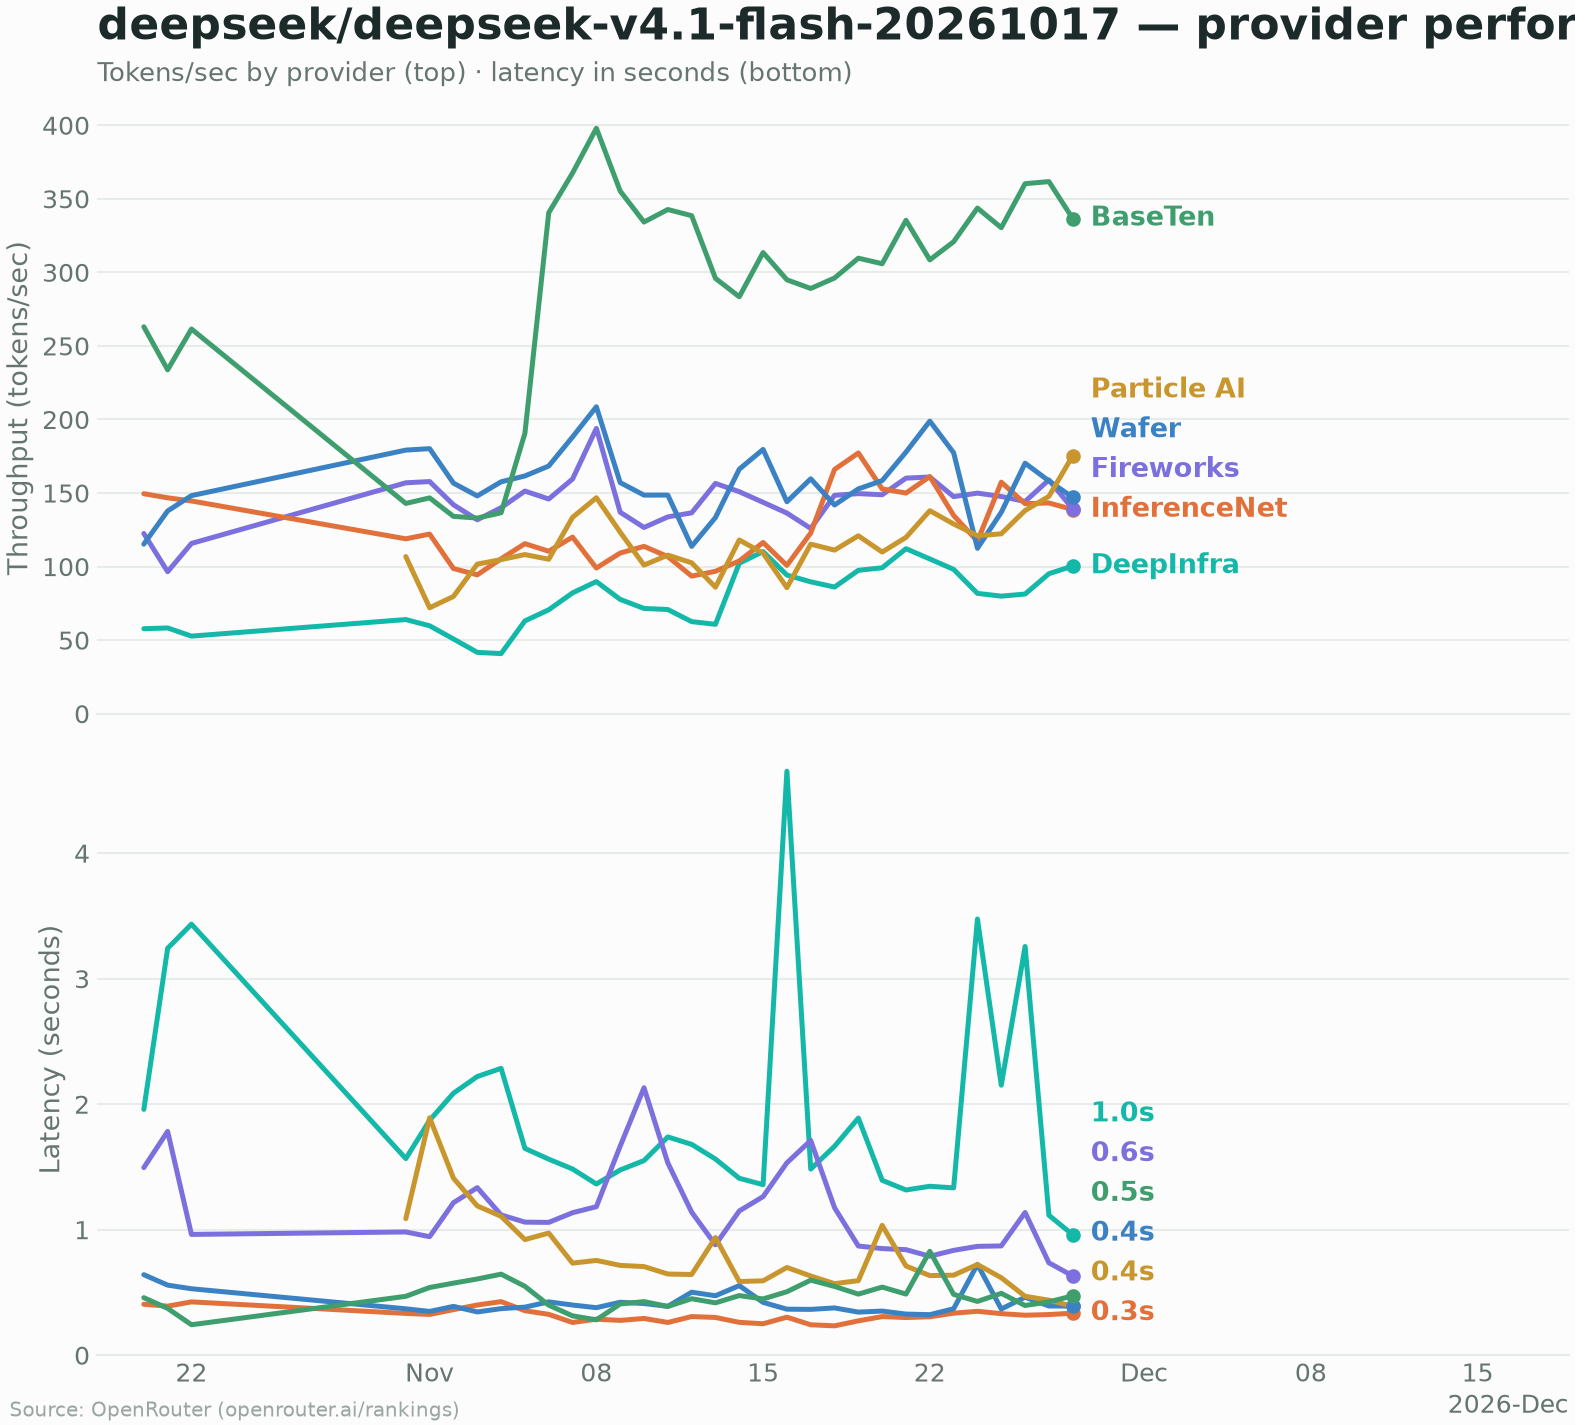 deepseek/deepseek-v4.1-flash-20261017 — provider perfor
Tokens/sec by provider (top) · latency in seconds (bottom)
Throughput (tokens/sec)
400
350
300
250
200
150
100
50
0
BaseTen
Particle AI
Wafer
Fireworks
InferenceNet
DeepInfra
Latency (seconds)
4
3
2
1
0
1.0s
0.6s
0.5s
0.4s
0.4s
0.3s
22 Nov 08 15 22 Dec 08 15
2026-Dec
Source: OpenRouter (openrouter.ai/rankings)